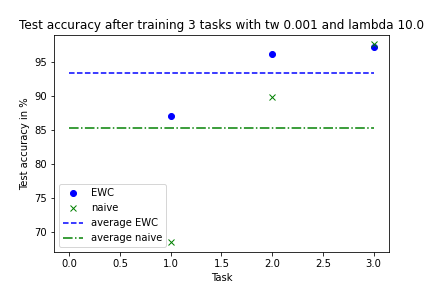 Test accuracy after training 3 tasks with tw 0.001 and lambda 10.0
95
90
85
80
75
70
Test accuracy in %
EWC
naive
average EWC
average naive
0.0 0.5 1.0 1.5 2.0 2.5 3.0
Task